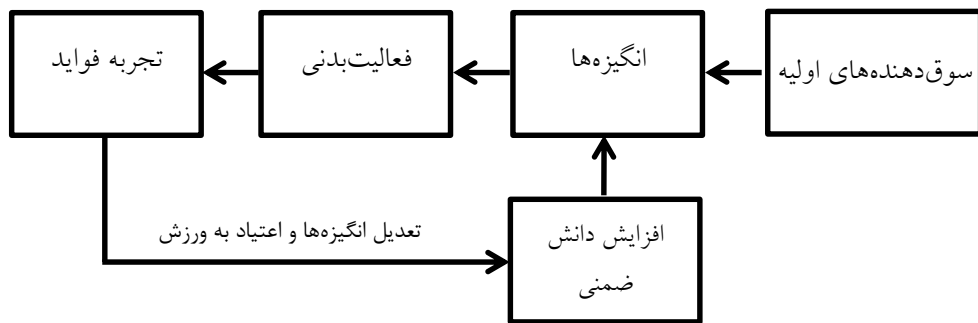 سوق‌دهنده‌های اولیه
انگیزه‌ها
فعالیت‌بدنی
تجربه فواید
تعدیل انگیزه‌ها و اعتیاد به ورزش
افزایش دانش
ضمنی